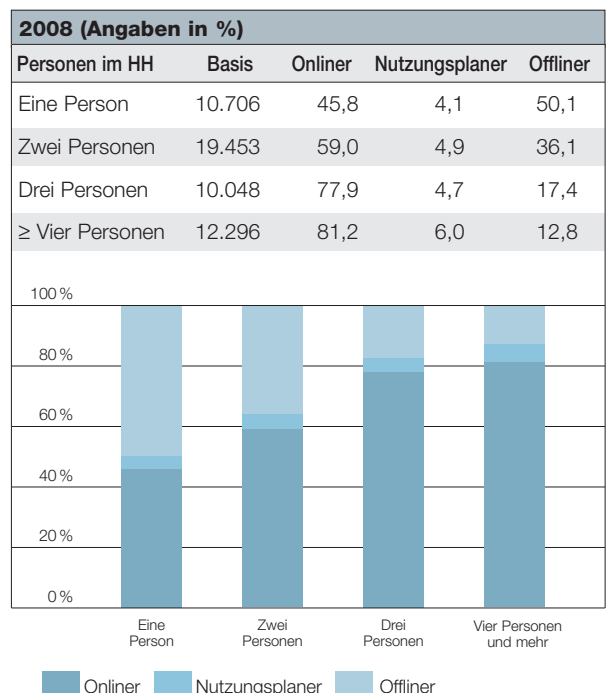 2008 (Angaben in %)
Personen im HH Basis Onliner Nutzungsplaner Offliner
Eine Person 10.706 45,8 4,1 50,1
Zwei Personen 19.453 59,0 4,9 36,1
Drei Personen 10.048 77,9 4,7 17,4
≥ Vier Personen 12.296 81,2 6,0 12,8
100 %
80 %
60 %
40 %
20 %
0 %
Eine Zwei Drei Vier Personen
Person Personen Personen und mehr
Onliner Nutzungsplaner Offliner